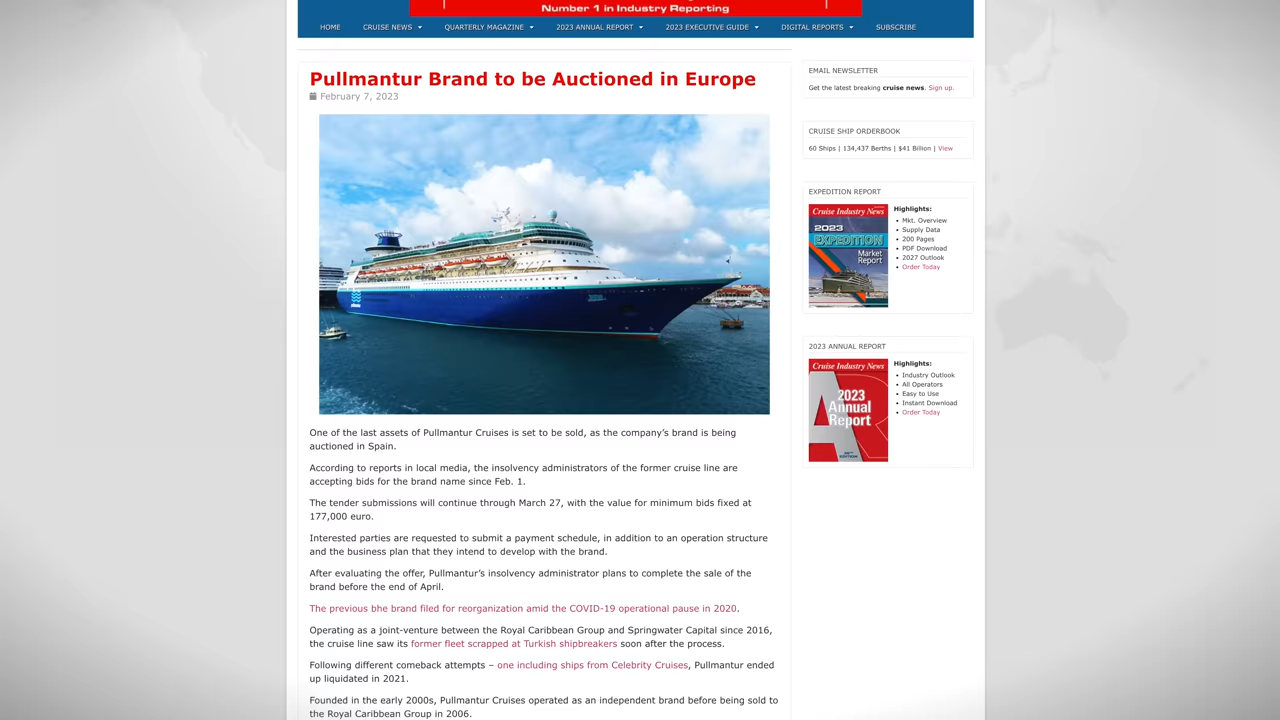 Number 1 in Industry Reporting
HOME CRUISE NEWS QUARTERLY MAGAZINE 2023 ANNUAL REPORT 2023 EXECUTIVE GUIDE DIGITAL REPORTS SUBSCRIBE
Pullmantur Brand to be Auctioned in Europe
February 7, 2023
One of the last assets of Pullmantur Cruises is set to be sold, as the company’s brand is being
auctioned in Spain.
According to reports in local media, the insolvency administrators of the former cruise line are
accepting bids for the brand name since Feb. 1.
The tender submissions will continue through March 27, with the value for minimum bids fixed at
177,000 euro.
Interested parties are requested to submit a payment schedule, in addition to an operation structure
and the business plan that they intend to develop with the brand.
After evaluating the offer, Pullmantur’s insolvency administrator plans to complete the sale of the
brand before the end of April.
The previous bhe brand filed for reorganization amid the COVID-19 operational pause in 2020.
Operating as a joint-venture between the Royal Caribbean Group and Springwater Capital since 2016,
the cruise line saw its former fleet scrapped at Turkish shipbreakers soon after the process.
Following different comeback attempts – one including ships from Celebrity Cruises, Pullmantur ended
up liquidated in 2021.
Founded in the early 2000s, Pullmantur Cruises operated as an independent brand before being sold to
the Royal Caribbean Group in 2006.
EMAIL NEWSLETTER
Get the latest breaking cruise news. Sign up.
CRUISE SHIP ORDERBOOK
60 Ships | 134,437 Berths | $41 Billion | View
EXPEDITION REPORT
Cruise Industry News
2023
EXPEDITION
Market
Report
Highlights:
• Mkt. Overview
• Supply Data
• 200 Pages
• PDF Download
• 2027 Outlook
• Order Today
2023 ANNUAL REPORT
Cruise Industry News
2023
Annual
Report
Highlights:
• Industry Outlook
• All Operators
• Easy to Use
• Instant Download
• Order Today